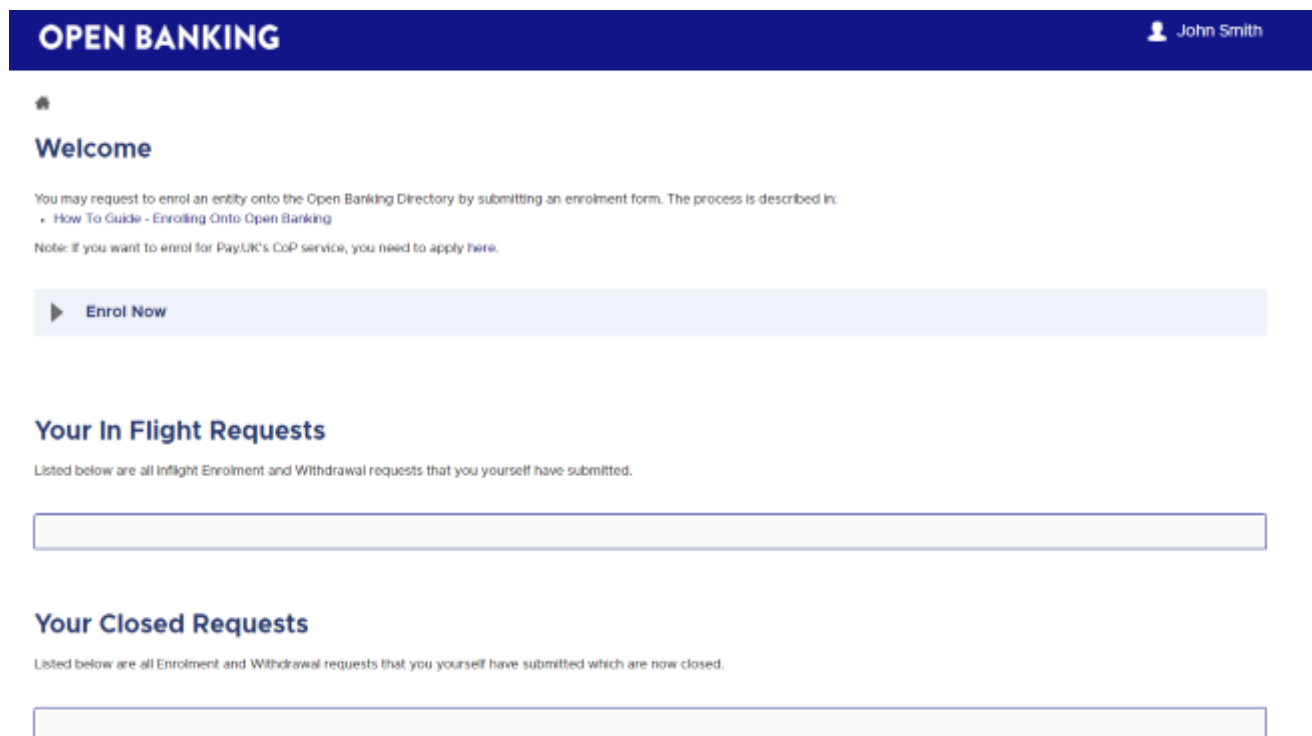 OPEN BANKING
John Smith
Welcome
You may request to enrol an entity onto the Open Banking Directory by submitting an enrolment form. The process is described in:
• How To Guide - Enrolling Onto Open Banking
Note: If you want to enrol for Pay.UK's CoP service, you need to apply here.
Enrol Now
Your In Flight Requests
Listed below are all inflight Enrolment and Withdrawal requests that you yourself have submitted.
Your Closed Requests
Listed below are all Enrolment and Withdrawal requests that you yourself have submitted which are now closed.